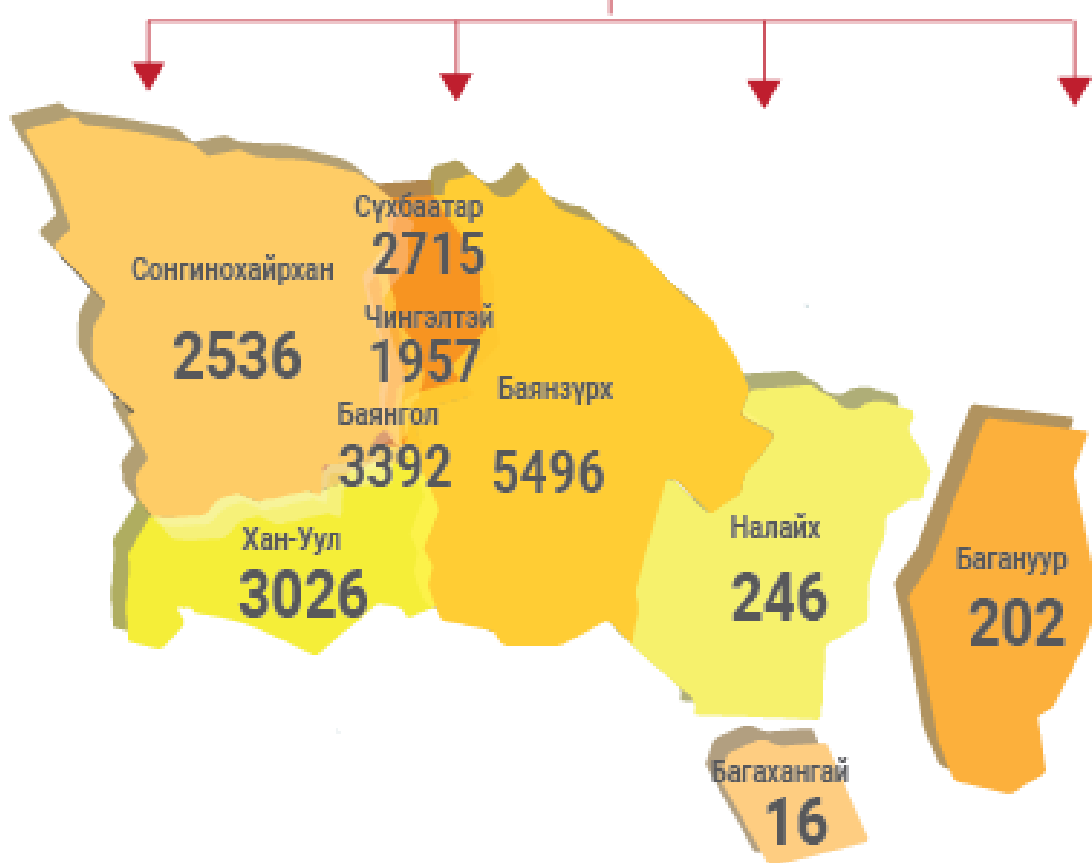 Сүхбаатар
2715
Сонгинохайрхан
2536
Чингэлтэй
1957
Баянзүрх
5496
Баянгол
3392
Хан-Уул
3026
Налайх
246
Багануур
202
Багахангай
16